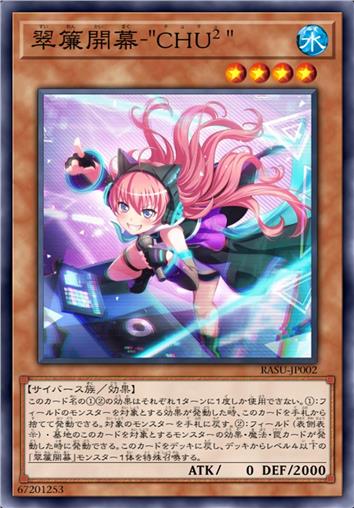 翠簾開幕-"CHU²"
水
RASU-JP002
【サイバース族/効果】
このカード名の①②の効果はそれぞれ1ターンに1度しか使用できない。①:フ
ィールドのモンスターを対象とする効果が発動した時、このカードを手札から
捨てて発動できる。対象のモンスターを手札に戻す。②:フィールド(表側表
示)・墓地のこのカードを対象とするモンスターの効果・魔法・罠カードが発
動した時に発動できる。このカードをデッキに戻し、デッキからレベル4以下の
「翠簾開幕」モンスター1体を特殊召喚する。
ATK/ 0 DEF/2000
67201253